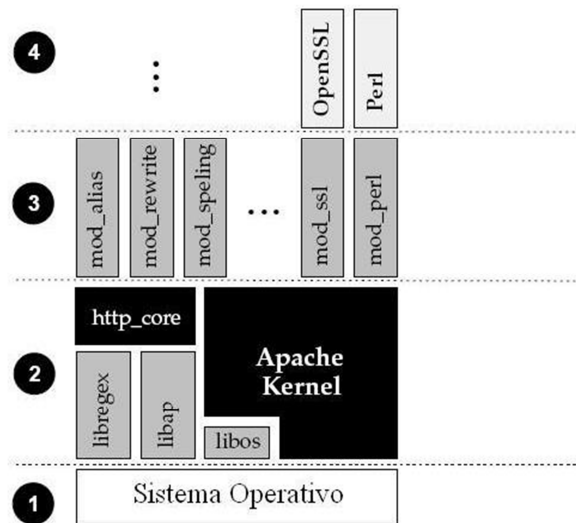 4
OpenSSL
Perl
3
mod_alias
mod_rewrite
mod_speling
...
mod_ssl
mod_perl
2
http_core
Apache
Kernel
libregex
libap
libos
1
Sistema Operativo